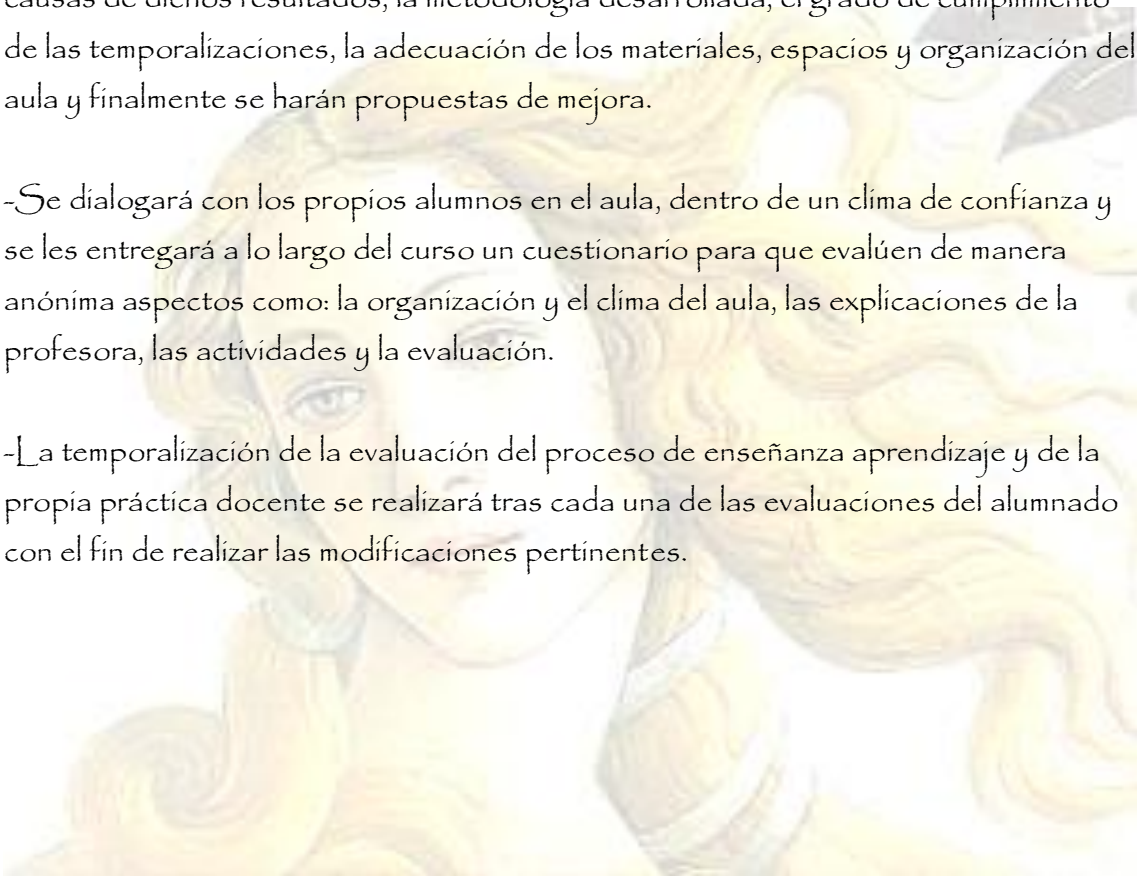 causas de dichos resultados, la metodología desarrollada, el grado de cumplimiento
de las temporalizaciones, la adecuación de los materiales, espacios y organización del
aula y finalmente se harán propuestas de mejora.
-Se dialogará con los propios alumnos en el aula, dentro de un clima de confianza y
se les entregará a lo largo del curso un cuestionario para que evalúen de manera
anónima aspectos como: la organización y el clima del aula, las explicaciones de la
profesora, las actividades y la evaluación.
-La temporalización de la evaluación del proceso de enseñanza aprendizaje y de la
propia práctica docente se realizará tras cada una de las evaluaciones del alumnado
con el fin de realizar las modificaciones pertinentes.